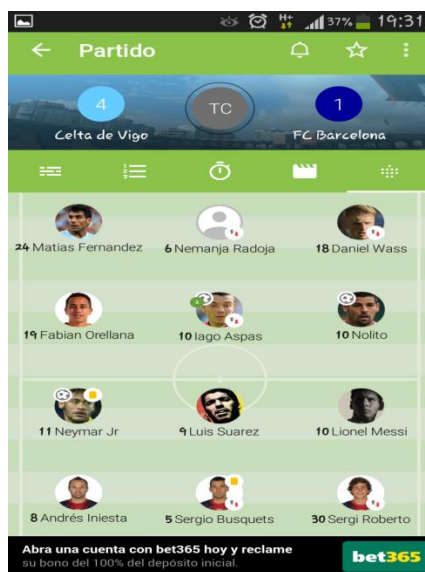 37% 19:31
Partido
4 TC 1
Celta de Vigo FC Barcelona
24 Matias Fernandez 6 Nemanja Radoja 18 Daniel Wass
19 Fabian Orellana 10 Iago Aspas 10 Nolito
11 Neymar Jr 9 Luis Suarez 10 Lionel Messi
8 Andrés Iniesta 5 Sergio Busquets 30 Sergi Roberto
Abra una cuenta con bet365 hoy y reclame
su bono del 100% del depósito inicial.
bet365